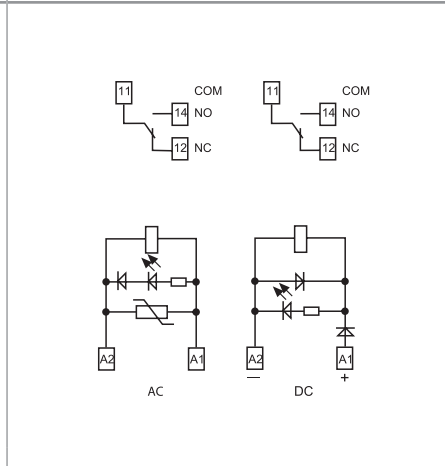 11 COM 11 COM
14 NO 14 NO
12 NC 12 NC
A2 A1 A2 A1
— +
AC DC